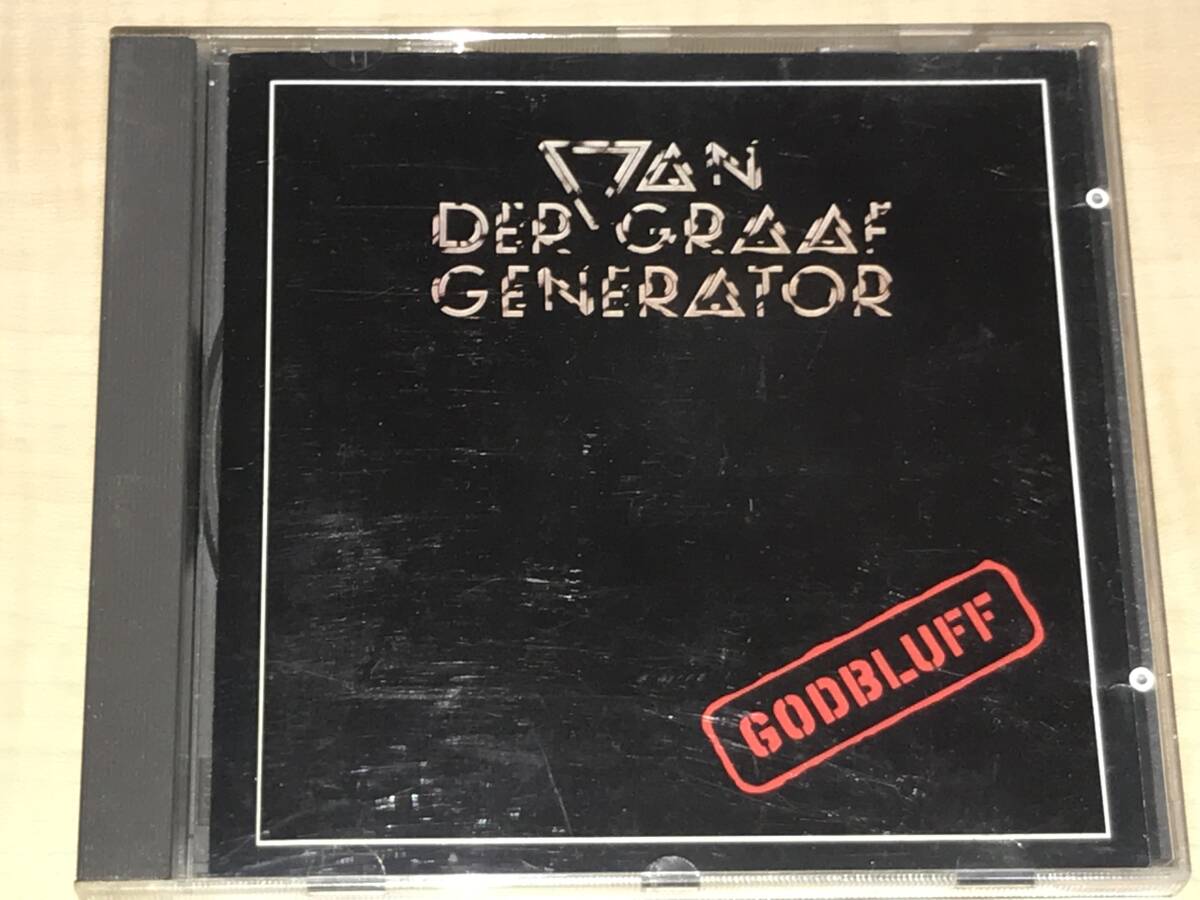 VAN
DER GRAAF
GENERATOR
GODBLUFF